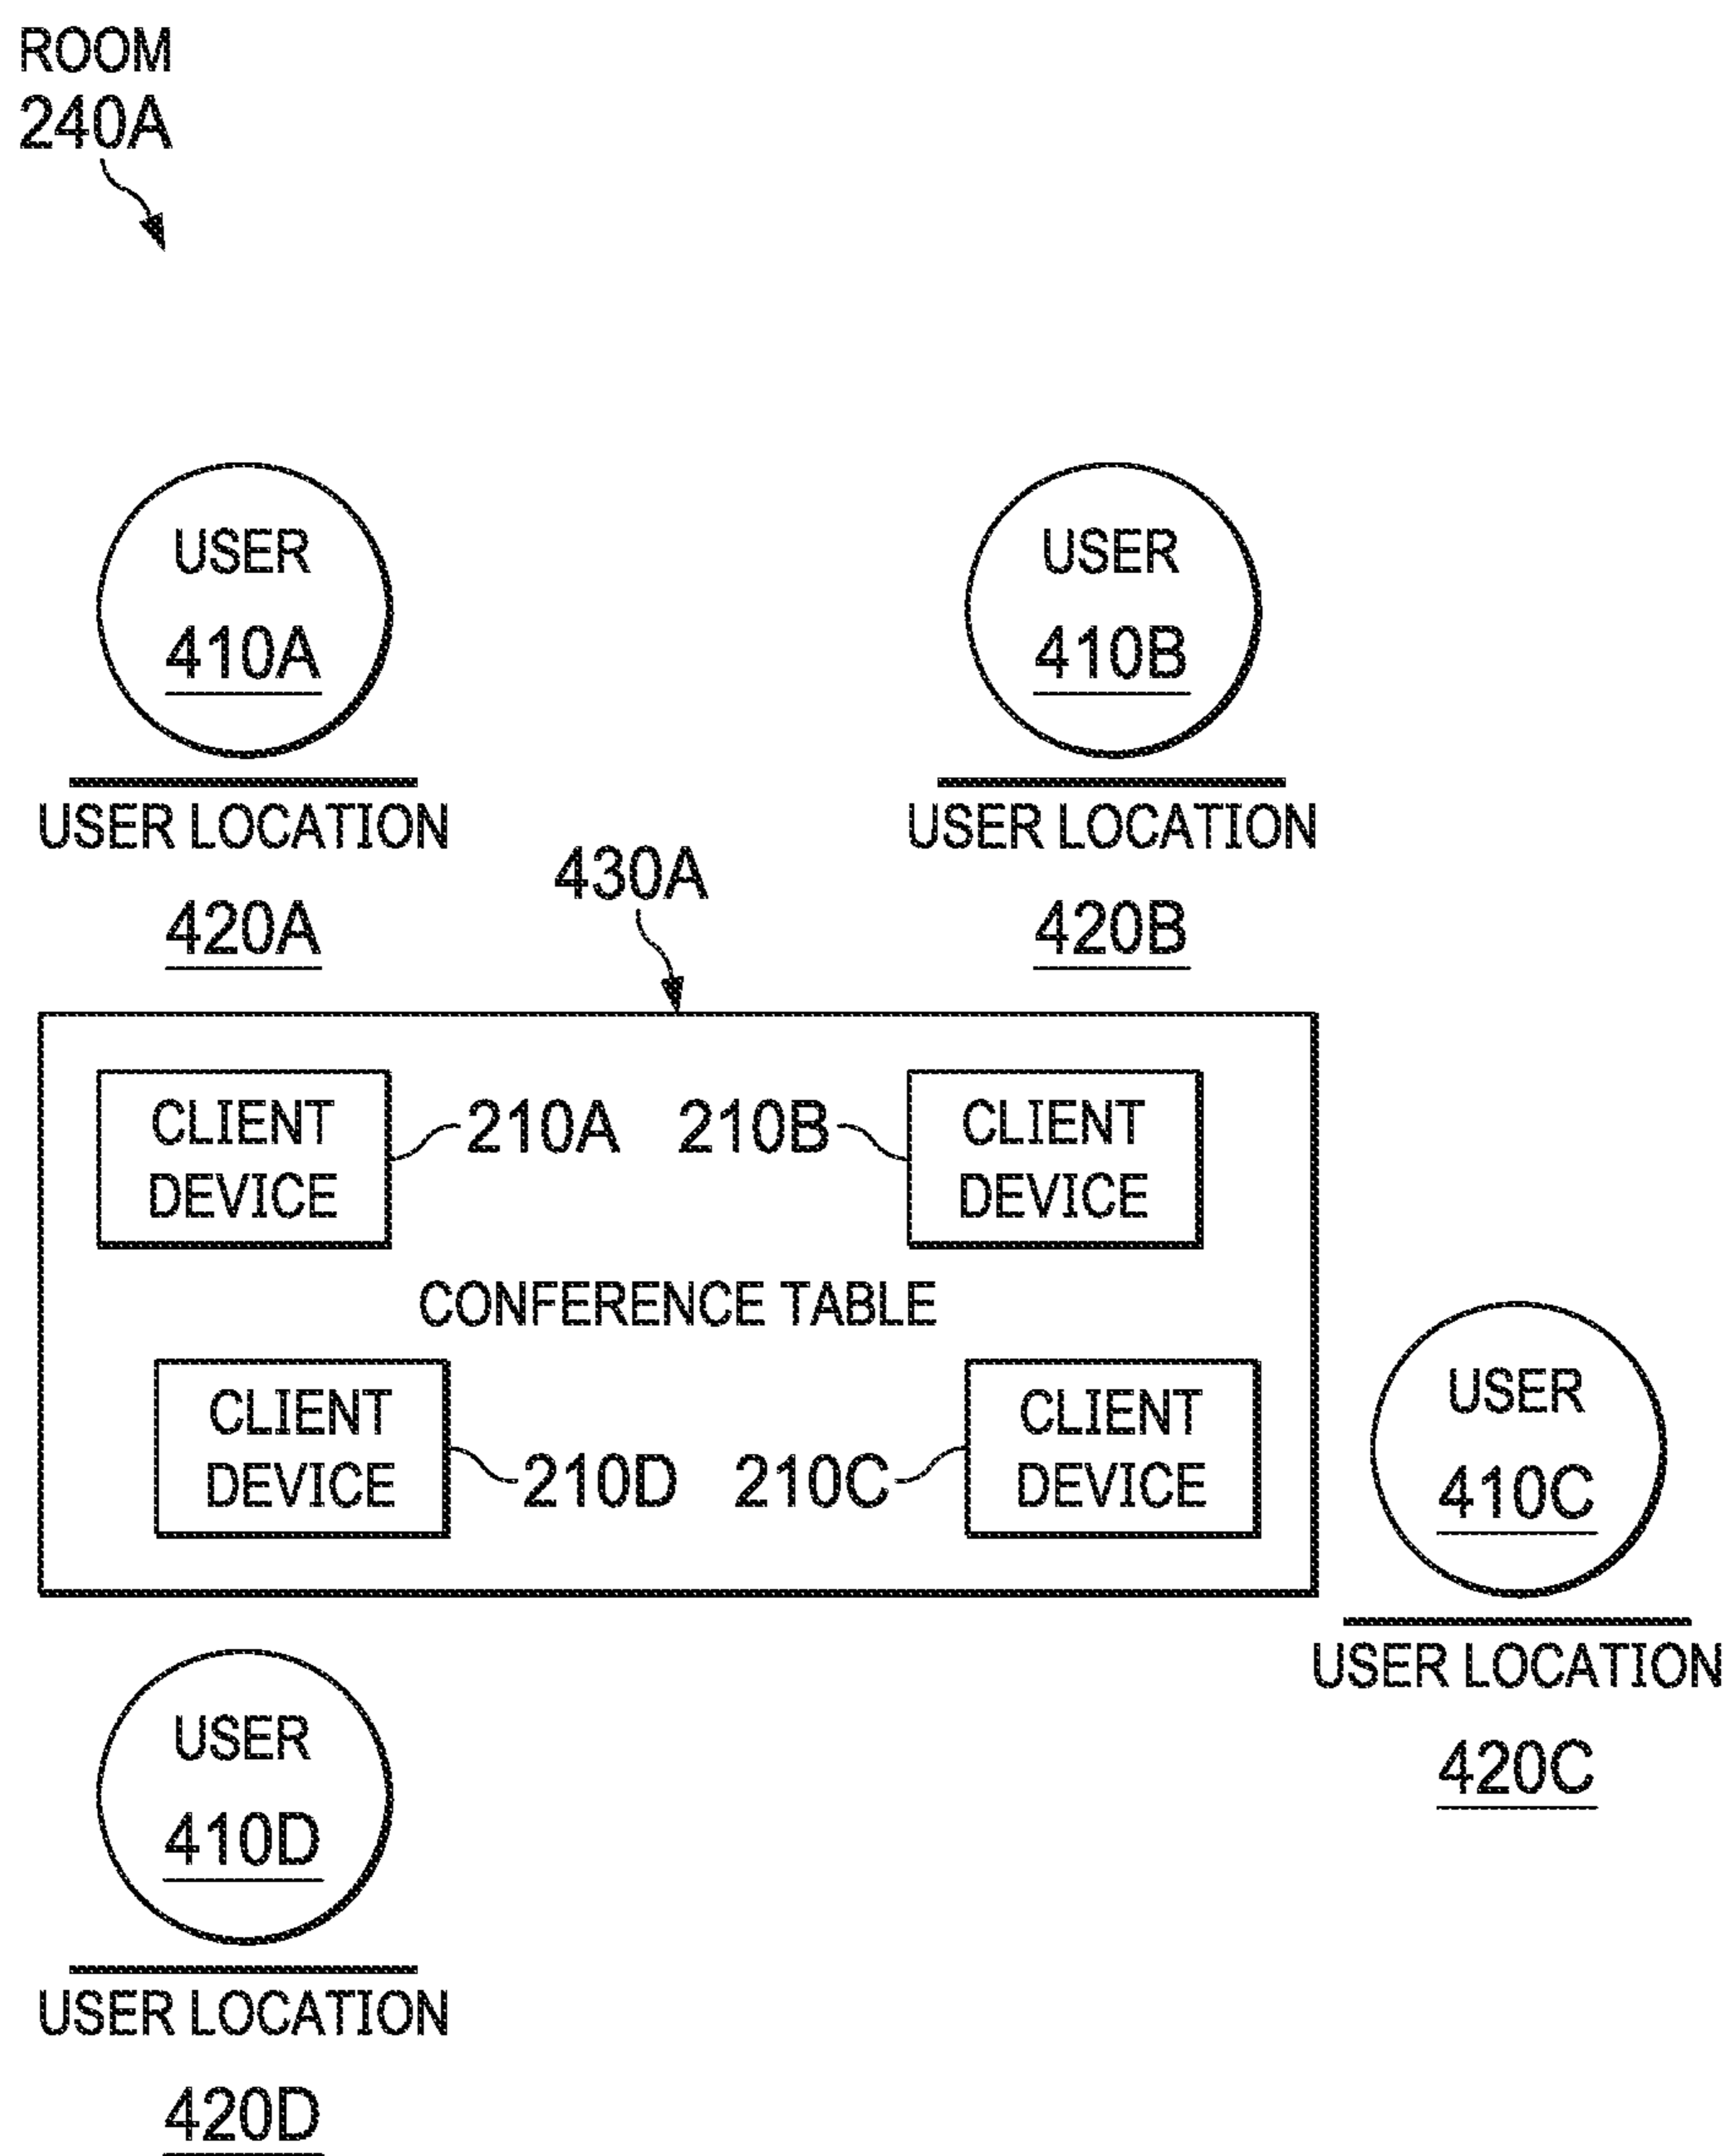 ROOM
240A
USER
410A
USER
410B
USER LOCATION
420A
USER LOCATION
420B
430A
CLIENT
DEVICE
210A
210B
CLIENT
DEVICE
CONFERENCE TABLE
CLIENT
DEVICE
210D
210C
CLIENT
DEVICE
USER
410C
USER LOCATION
420C
USER
410D
USER LOCATION
420D